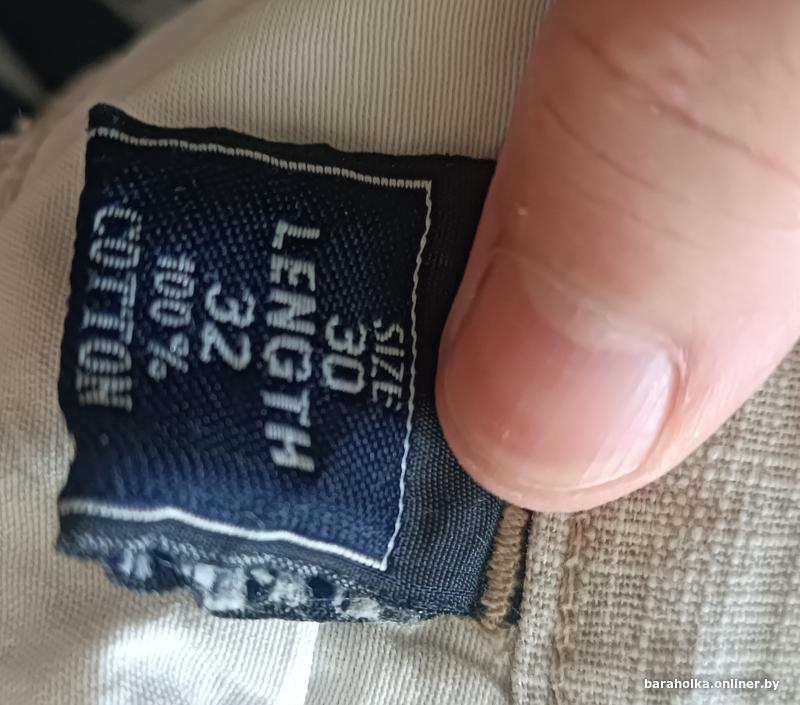 SIZE
30
LENGTH
32
100%
COTTON
baraholka.onliner.by